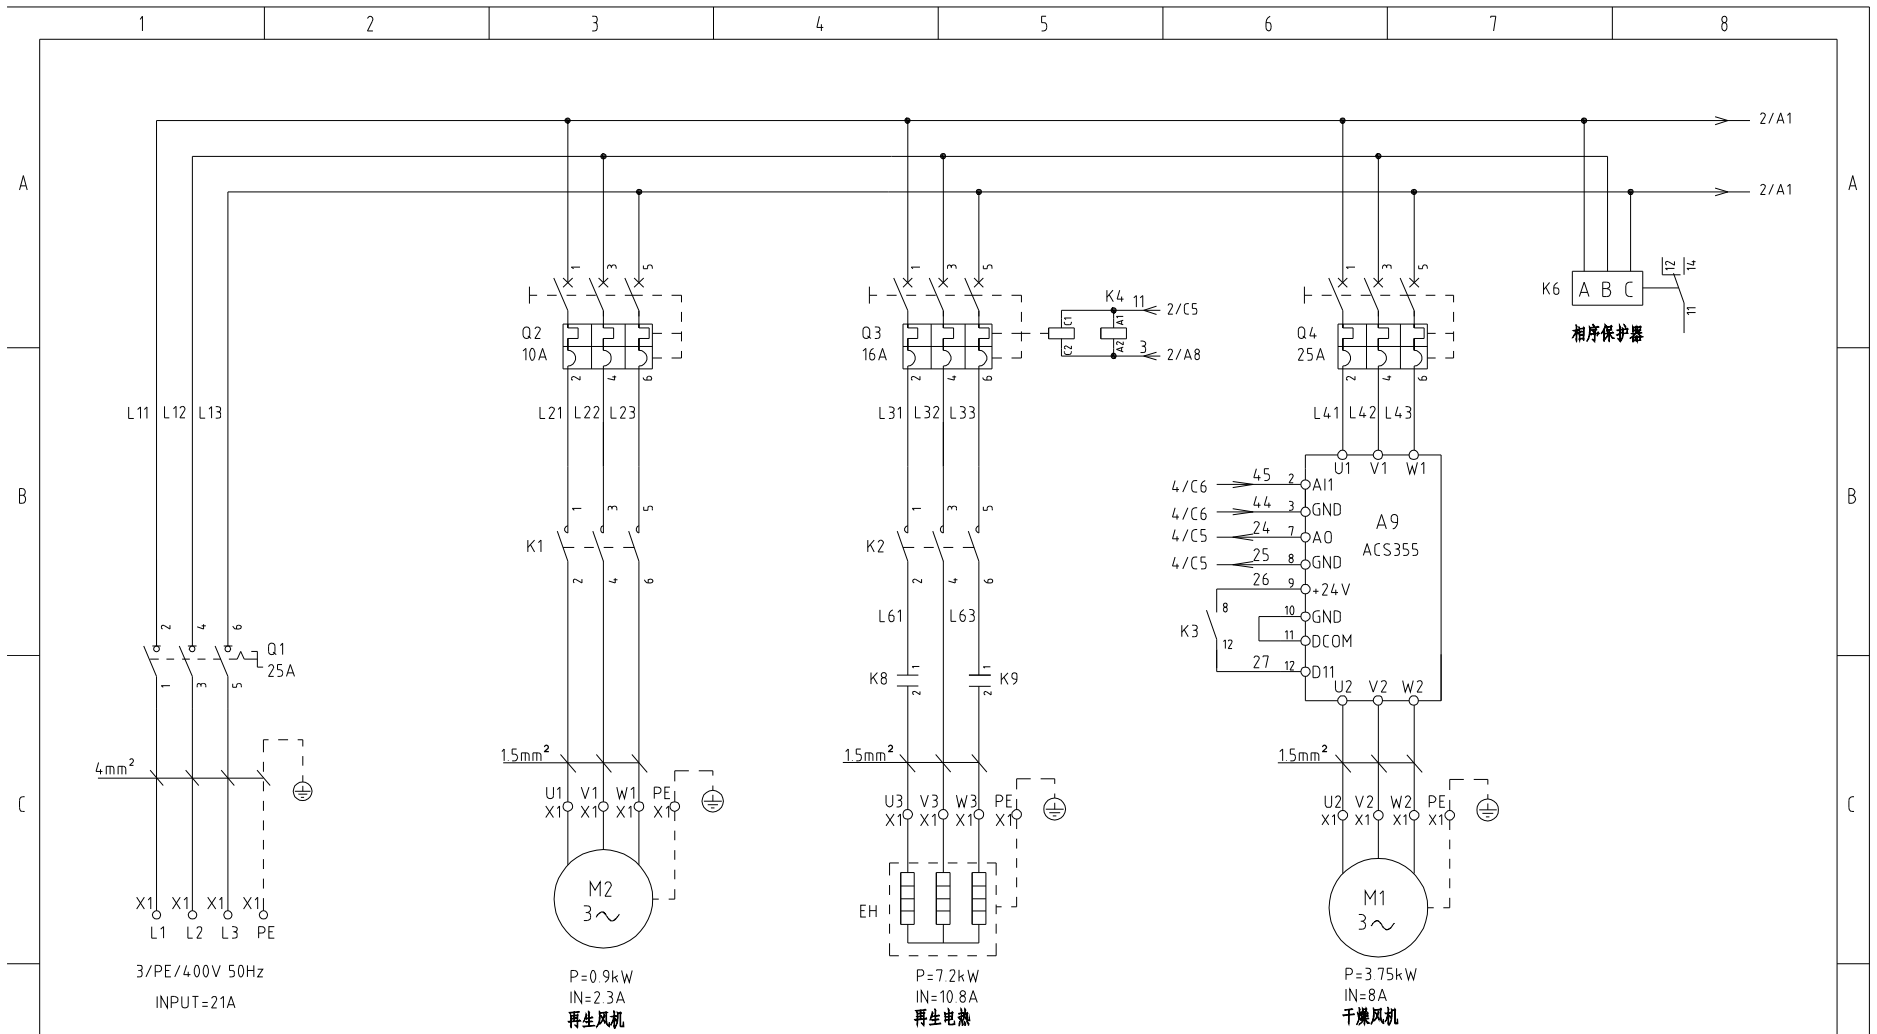 1 2 3 4 5 6 7 8
2/A1
A A
2/A1
1 3 5
1 3 5
1 3 5
12 14
K4 11 2/C5
K6 A B C
11
Q2
10A
Q3
16A
C1 A1
C2 A2
3 2/A8
Q4
25A
相序保护器
2 4 6
2 4 6
2 4 6
L11 L12 L13
L21 L22 L23
L31 L32 L33
L41 L42 L43
U1 V1 W1
B B
4/C6 45 2 AI1
4/C6 44 3 GND
4/C5 24 7 AO
4/C5 25 8 GND
26 9 +24V
10 GND
11 DCOM
27 12 D11
A9
ACS355
K3 8
12
U2 V2 W2
1 3 5
K1
2 4 6
1 3 5
K2
2 4 6
L61 L63
K8 1
2
1 K9
2
2 4 6
Q1
25A
1 3 5
4mm²
1.5mm²
1.5mm²
1.5mm²
C C
U1 V1 W1 PE
X1 X1 X1 X1
U3 V3 W3 PE
X1 X1 X1 X1
U2 V2 W2 PE
X1 X1 X1 X1
X1 X1 X1 X1
L1 L2 L3 PE
M2
3～
EH
M1
3～
3/PE/400V 50Hz
INPUT=21A
P=0.9kW
IN=2.3A
再生风机
P=7.2kW
IN=10.8A
再生电热
P=3.75kW
IN=8A
干燥风机